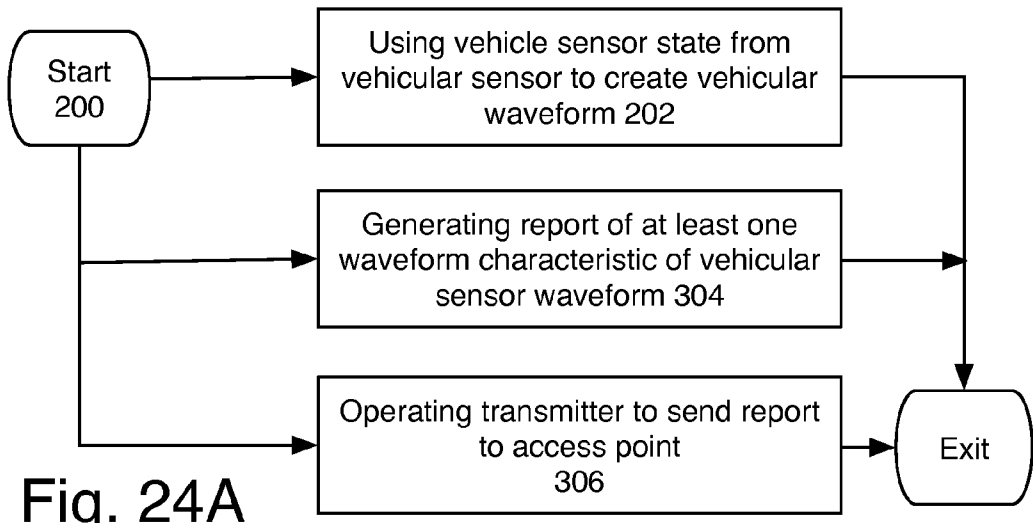 Start
200
Using vehicle sensor state from
vehicular sensor to create vehicular
waveform 202
Generating report of at least one
waveform characteristic of vehicular
sensor waveform 304
Operating transmitter to send report
to access point
306
Exit
Fig. 24A